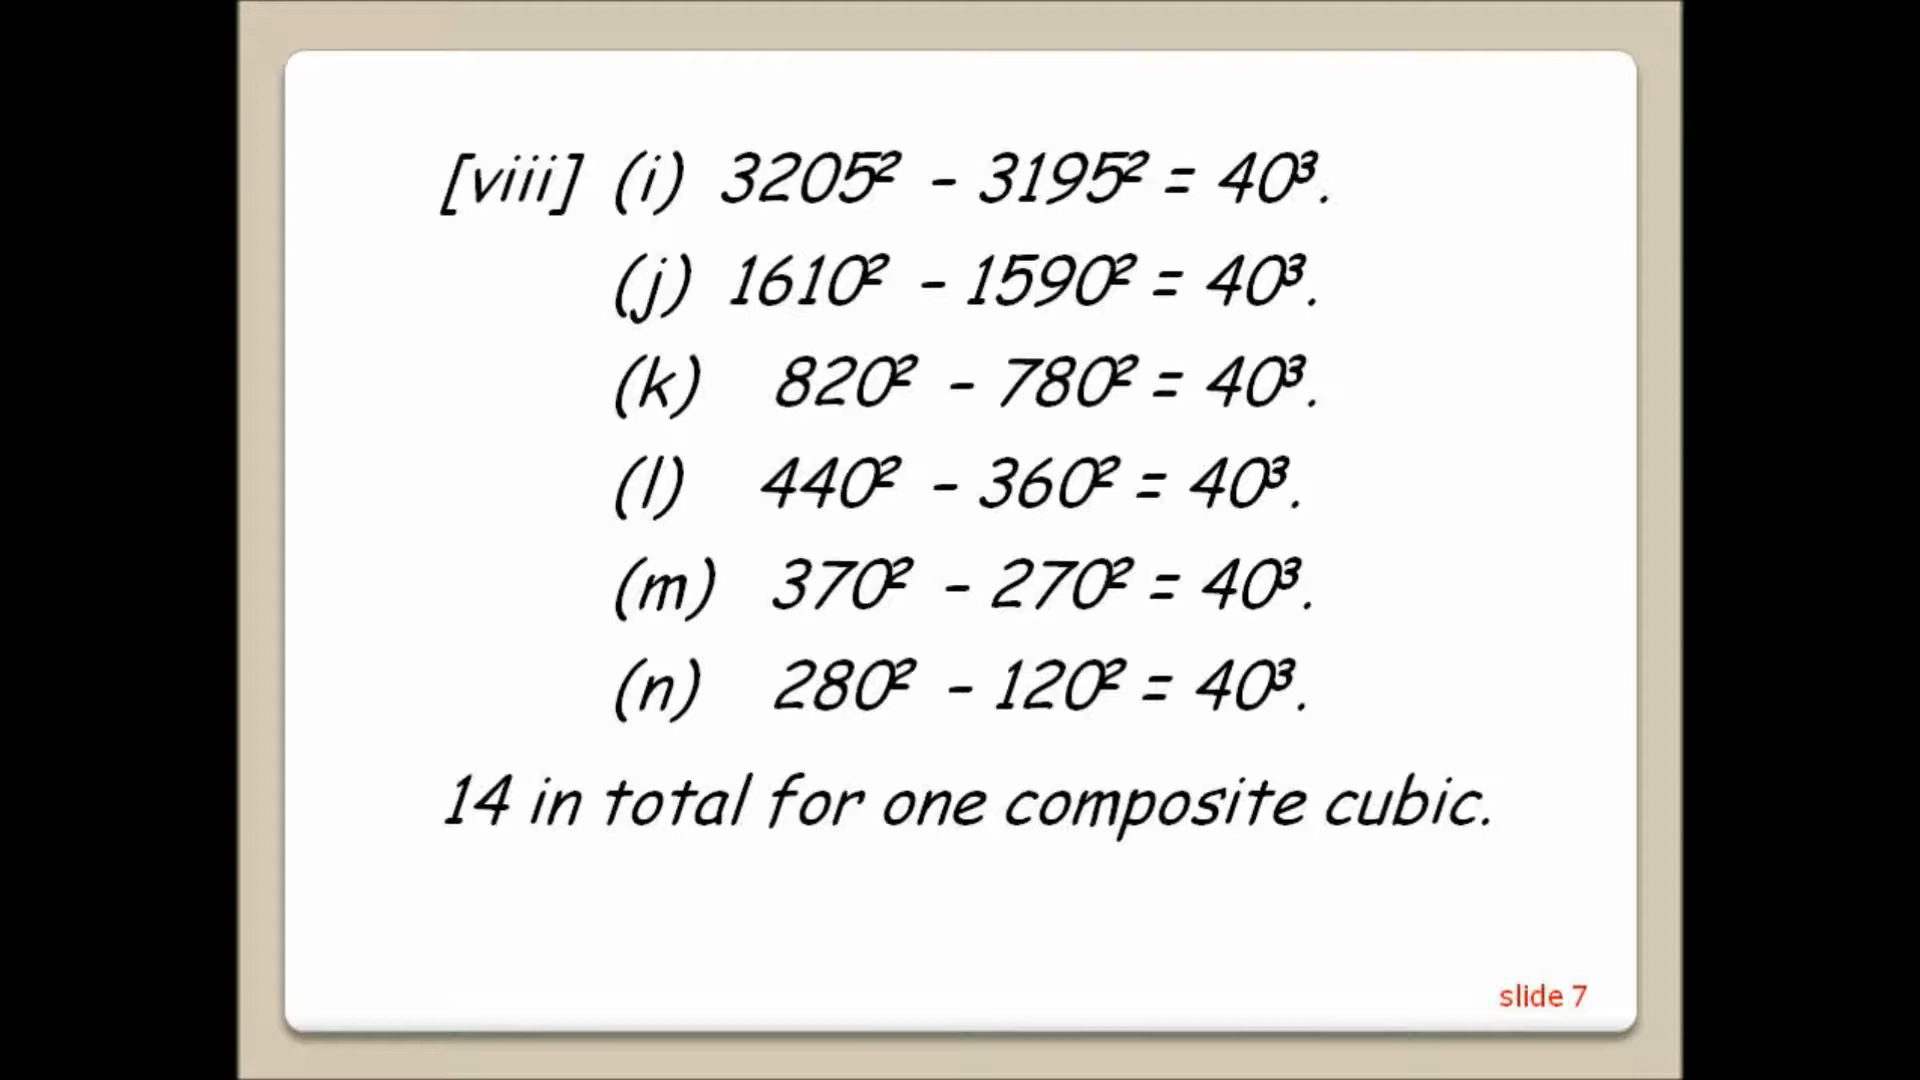 [viii] (i) 3205² - 3195² = 40³.
(j) 1610² - 1590² = 40³.
(k) 820² - 780² = 40³.
(l) 440² - 360² = 40³.
(m) 370² - 270² = 40³.
(n) 280² - 120² = 40³.
14 in total for one composite cubic.
slide 7